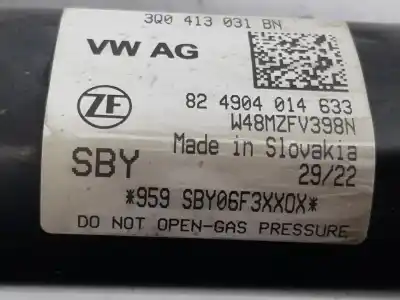 3Q0 413 031 BN
VW AG
ZF
82 4904 014 633
W48MZFV398N
Made in Slovakia
SBY
29/22
*959 SBY06F3XX0X*
DO NOT OPEN-GAS PRESSURE